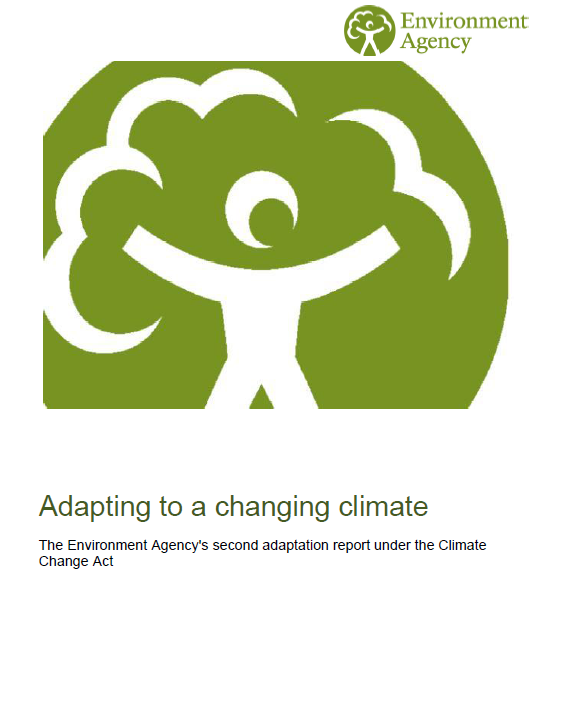 Environment
Agency
Adapting to a changing climate
The Environment Agency's second adaptation report under the Climate
Change Act